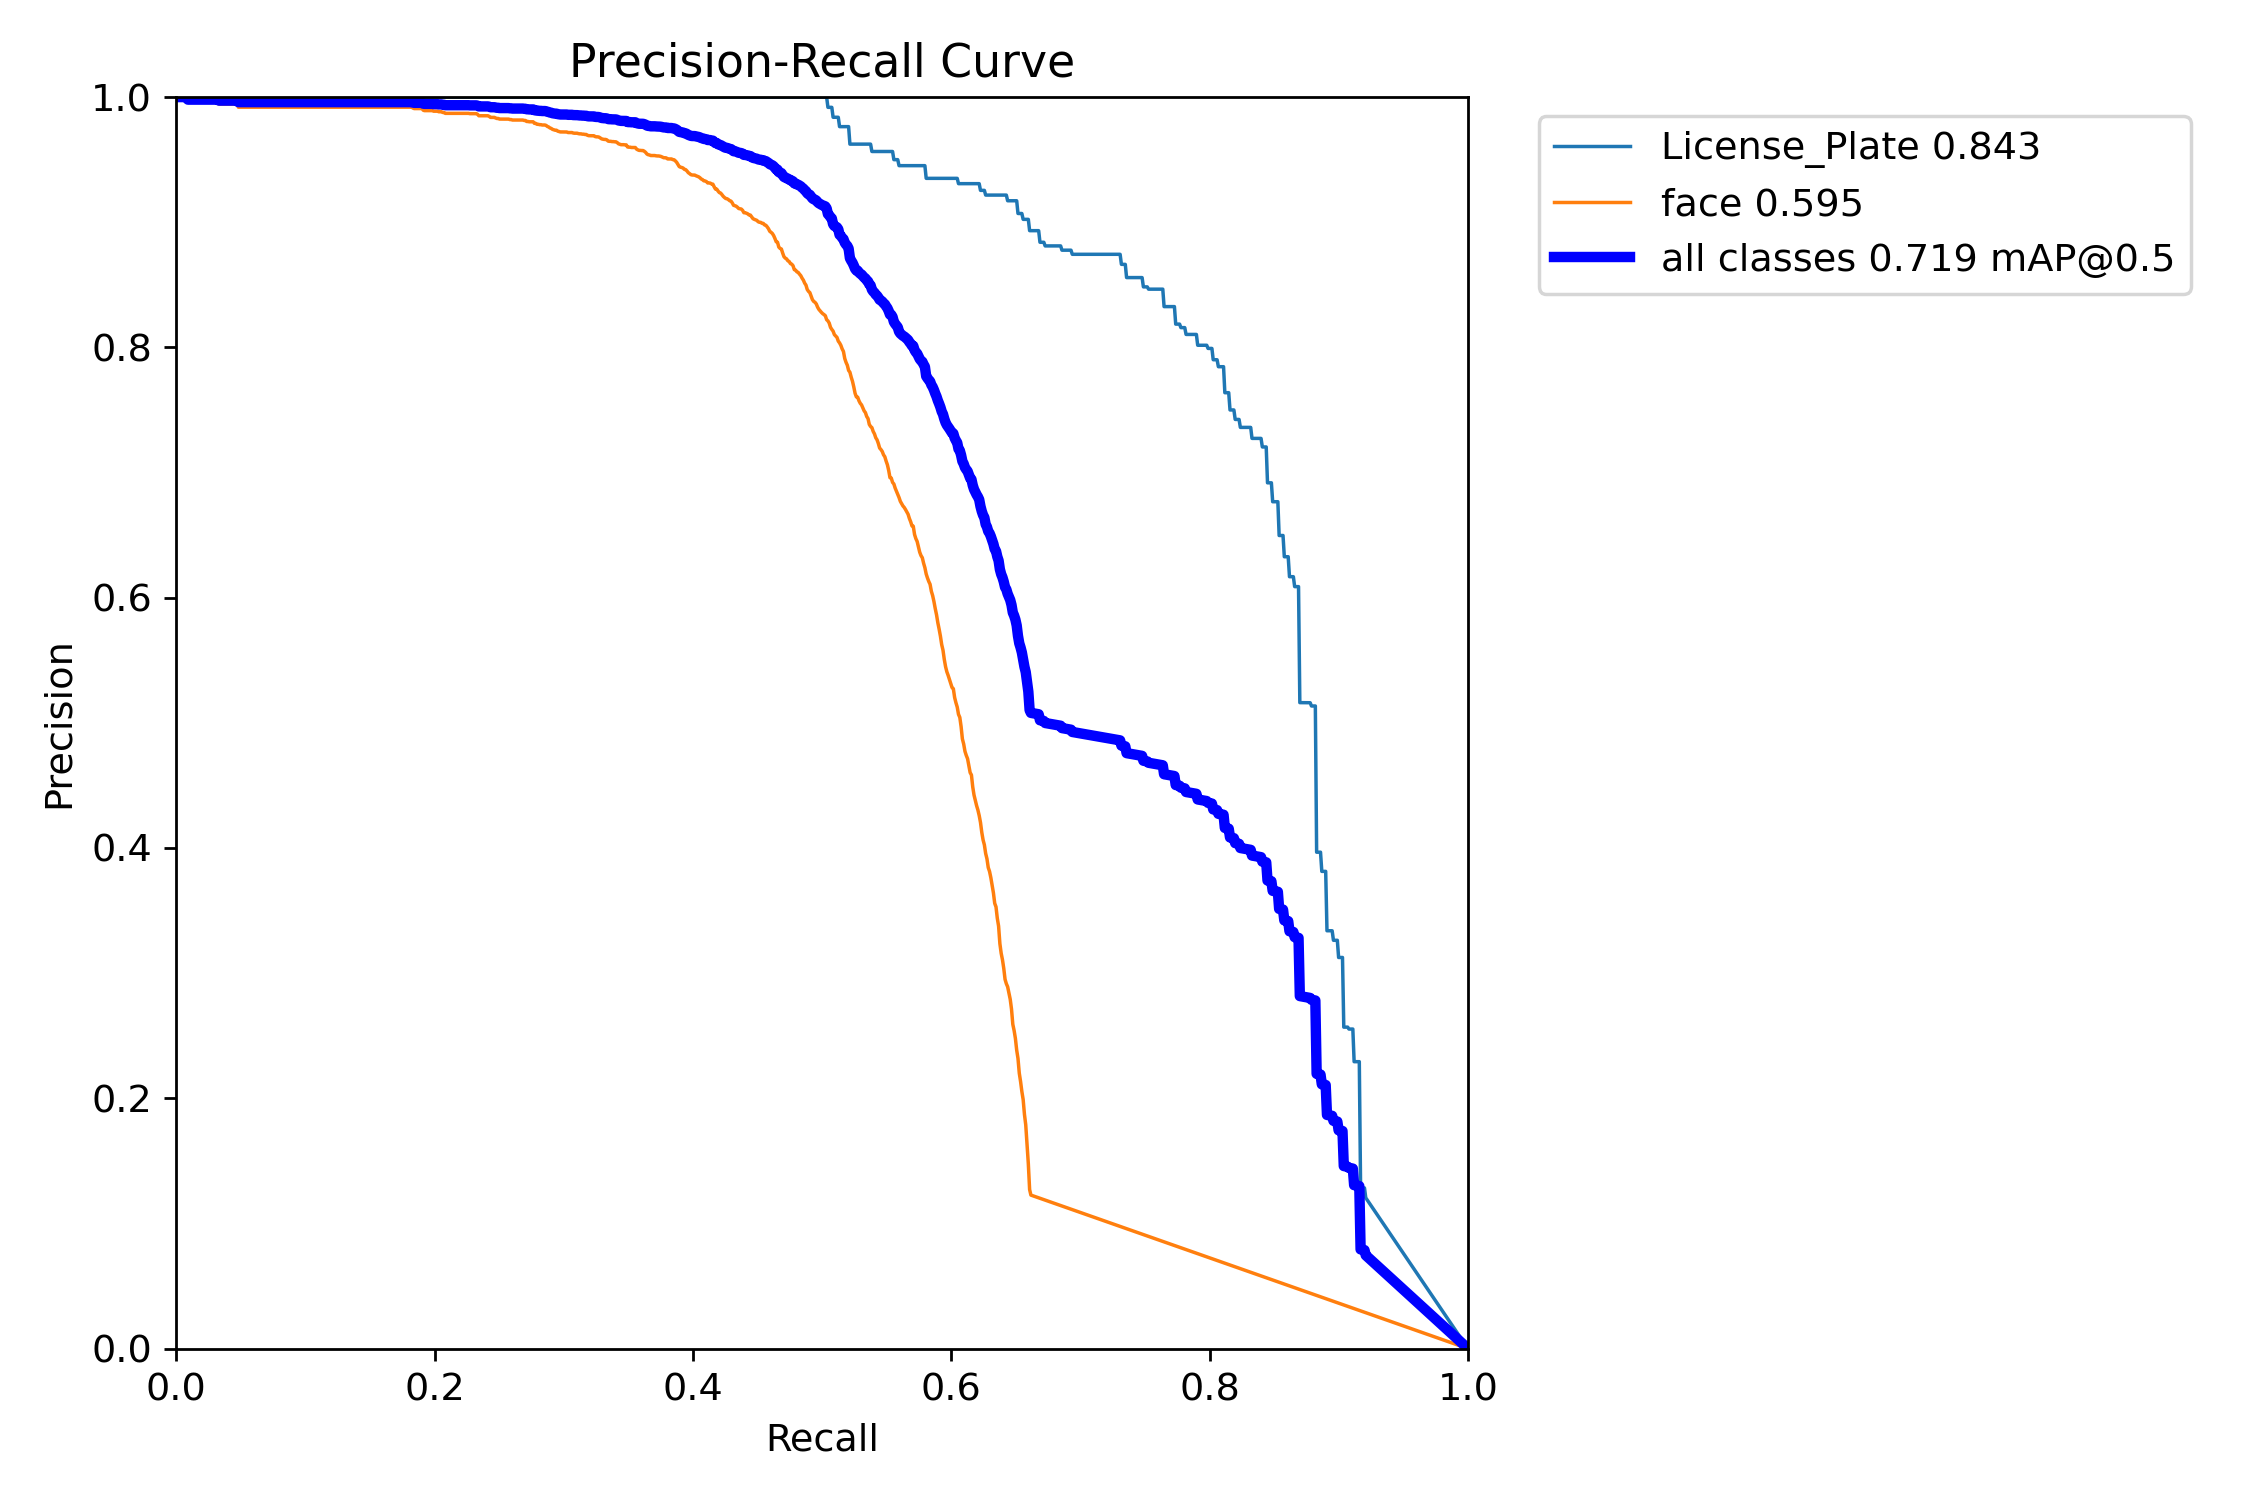 Precision-Recall Curve
1.0
0.8
0.6
0.4
0.2
0.0
Precision
0.0 0.2 0.4 0.6 0.8 1.0
Recall
License_Plate 0.843
face 0.595
all classes 0.719 mAP@0.5